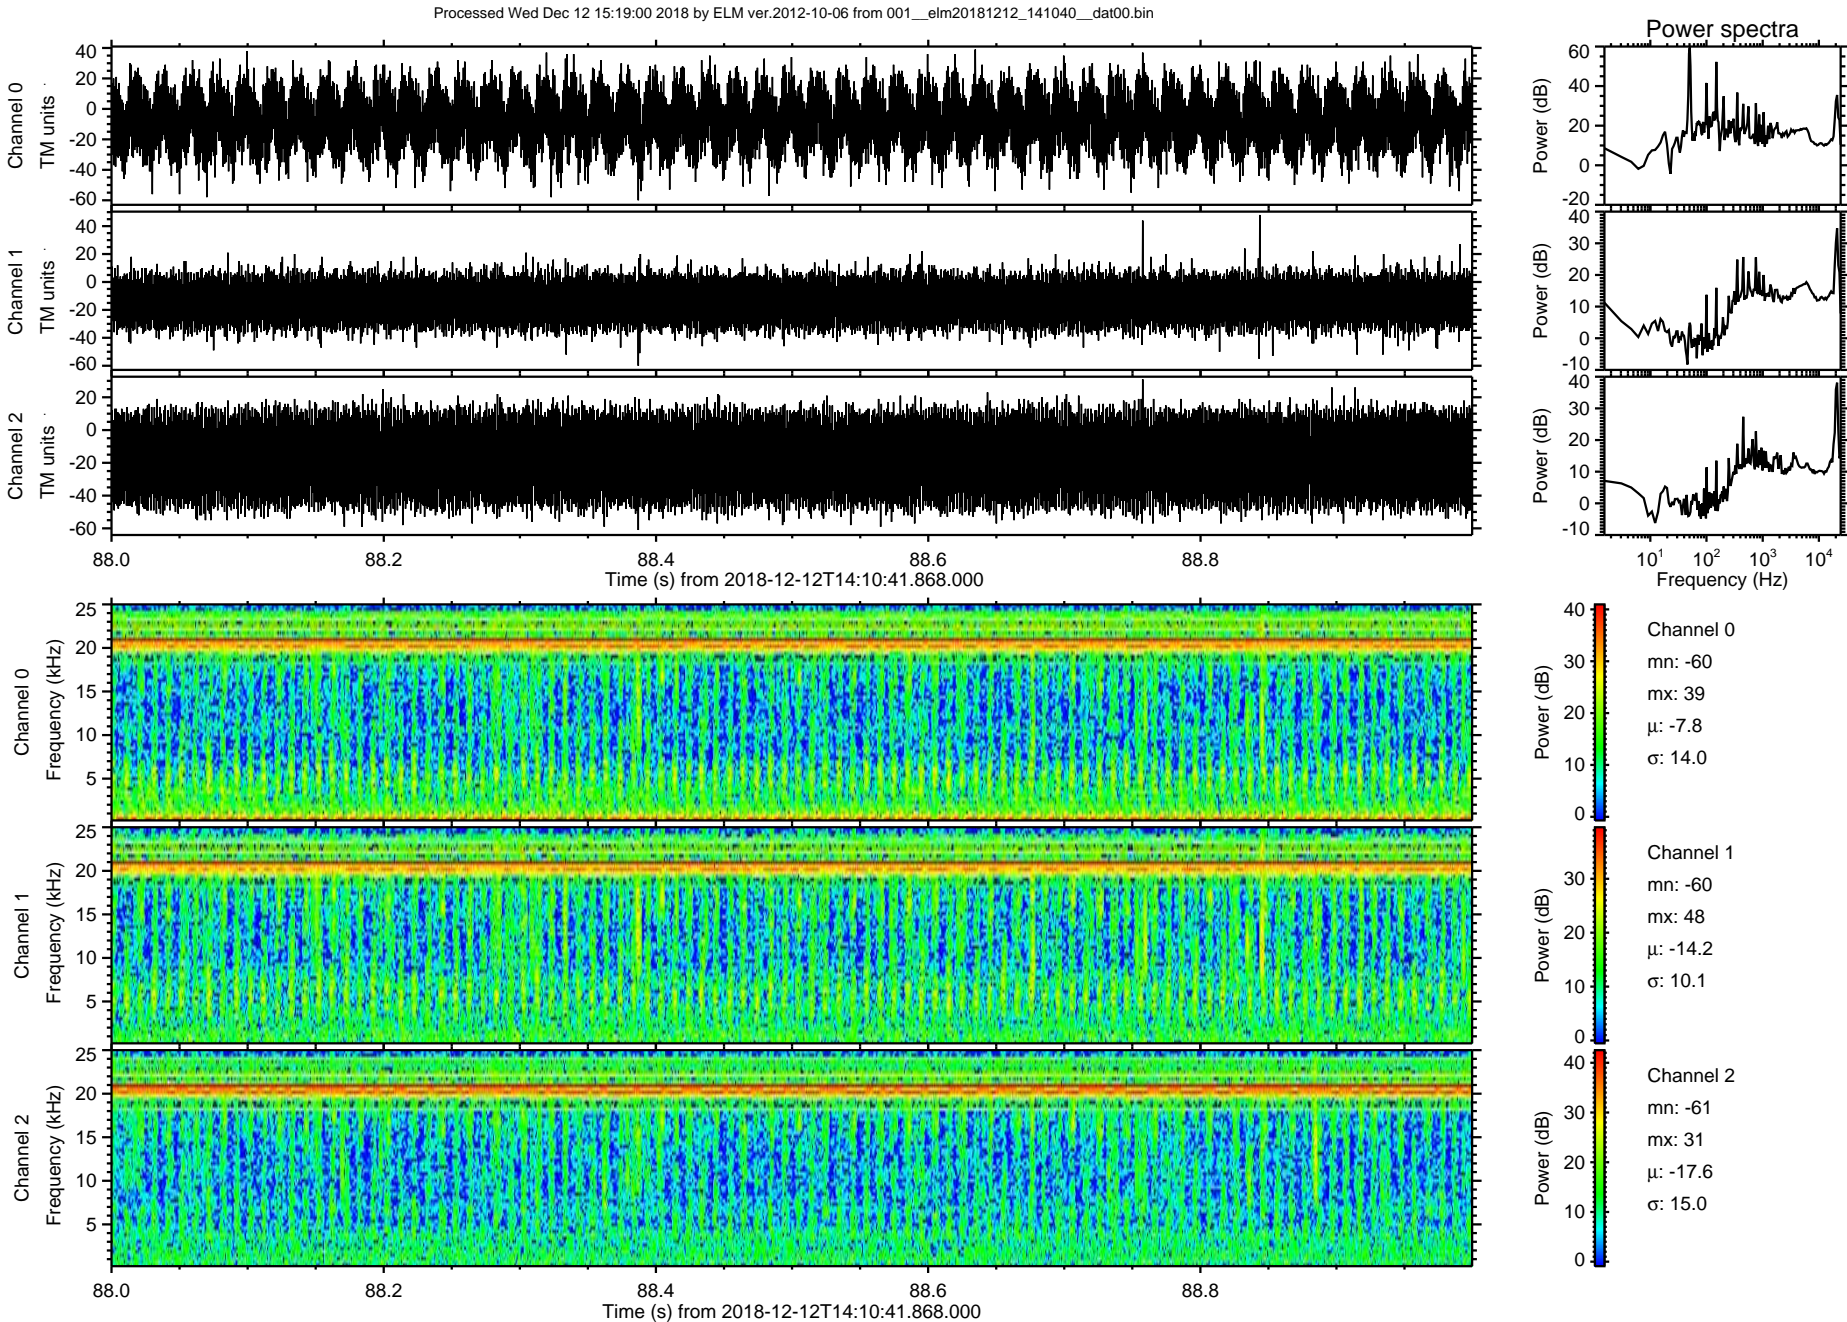 Processed Wed Dec 12 15:19:00 2018 by ELM ver.2012-10-06 from 001__elm20181212_141040__dat00.bin
Power spectra
Channel 0
TM units
40
20
0
-20
-40
-60
Power (dB)
60
40
20
0
-20
Channel 1
TM units
40
20
0
-20
-40
-60
Power (dB)
40
30
20
10
0
-10
Channel 2
TM units
20
0
-20
-40
-60
Power (dB)
40
30
20
10
0
-10
88.0 88.2 88.4 88.6 88.8
Time (s) from 2018-12-12T14:10:41.868.000
10^1 10^2 10^3 10^4
Frequency (Hz)
Channel 0
Frequency (kHz)
25
20
15
10
5
Power (dB)
40
30
20
10
0
Channel 0
mn: -60
mx: 39
μ: -7.8
σ: 14.0
Channel 1
Frequency (kHz)
25
20
15
10
5
Power (dB)
30
20
10
0
Channel 1
mn: -60
mx: 48
μ: -14.2
σ: 10.1
Channel 2
Frequency (kHz)
25
20
15
10
5
Power (dB)
40
30
20
10
0
Channel 2
mn: -61
mx: 31
μ: -17.6
σ: 15.0
88.0 88.2 88.4 88.6 88.8
Time (s) from 2018-12-12T14:10:41.868.000